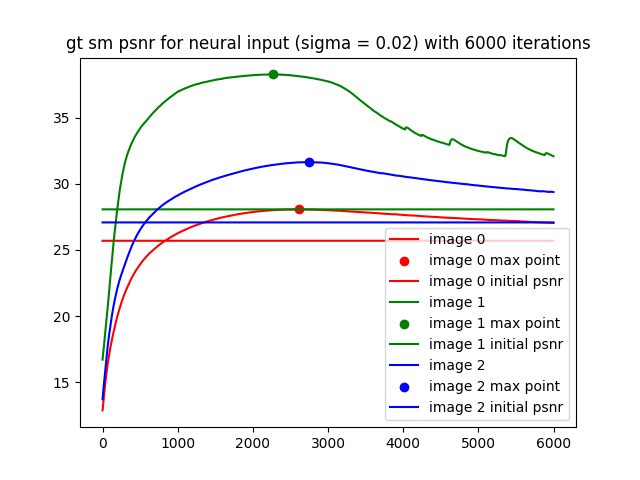 gt sm psnr for neural input (sigma = 0.02) with 6000 iterations
35
30
25
20
15
image 0
image 0 max point
image 0 initial psnr
image 1
image 1 max point
image 1 initial psnr
image 2
image 2 max point
image 2 initial psnr
0 1000 2000 3000 4000 5000 6000